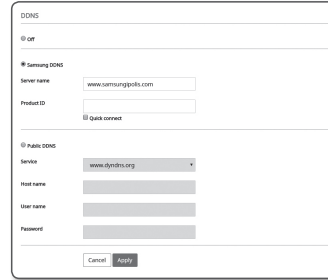 DDNS
Off
Samsung DDNS
Server name
www.samsungipolis.com
Product ID
Quick connect
Public DDNS
Service
www.dyndns.org
Host name
User name
Password
Cancel Apply